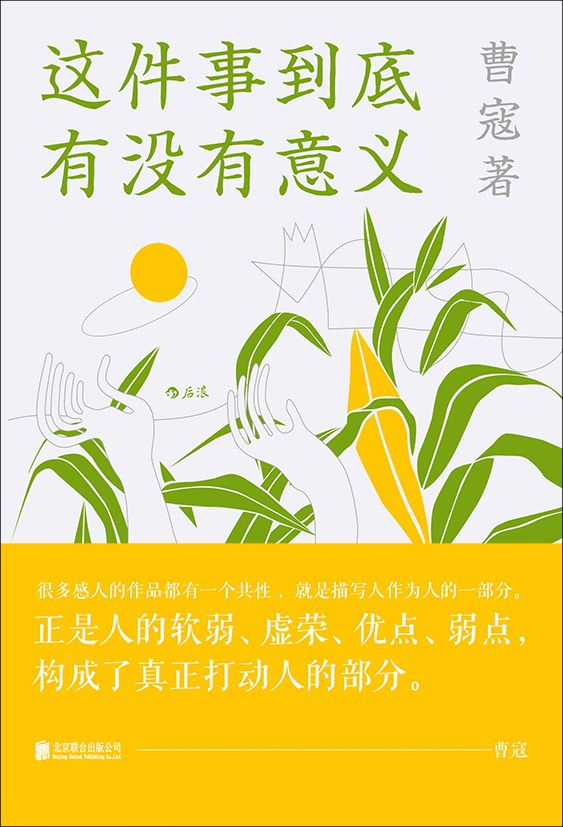 这件事到底
有没有意义
曹寇著
后浪
很多感人的作品都有一个共性，就是描写人作为人的一部分。
正是人的软弱、虚荣、优点、弱点，
构成了真正打动人的部分。
北京联合出版公司
Beijing United Publishing Co.,Ltd.
曹寇